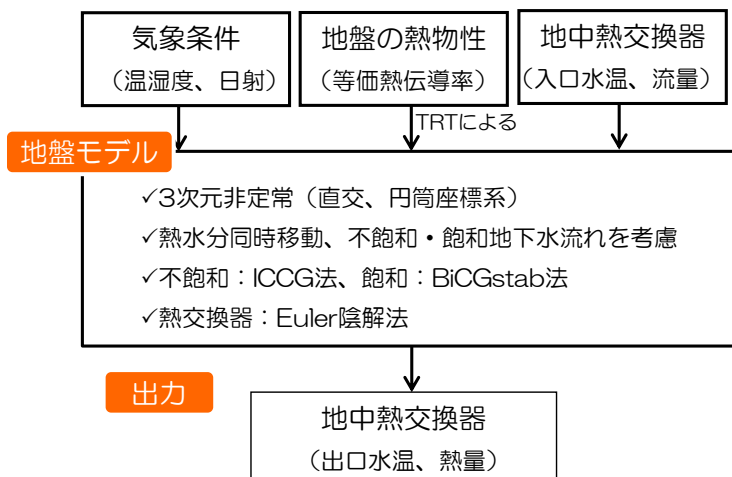 気象条件
(温湿度、日射)
地盤の熱物性
(等価熱伝導率)
地中熱交換器
(入口水温、流量)
TRTによる
地盤モデル
✓3次元非定常(直交、円筒座標系)
✓熱水分同時移動、不飽和・飽和地下水流れを考慮
✓不飽和:ICCG法、飽和:BiCGstab法
✓熱交換器:Euler陰解法
出力
地中熱交換器
(出口水温、熱量)